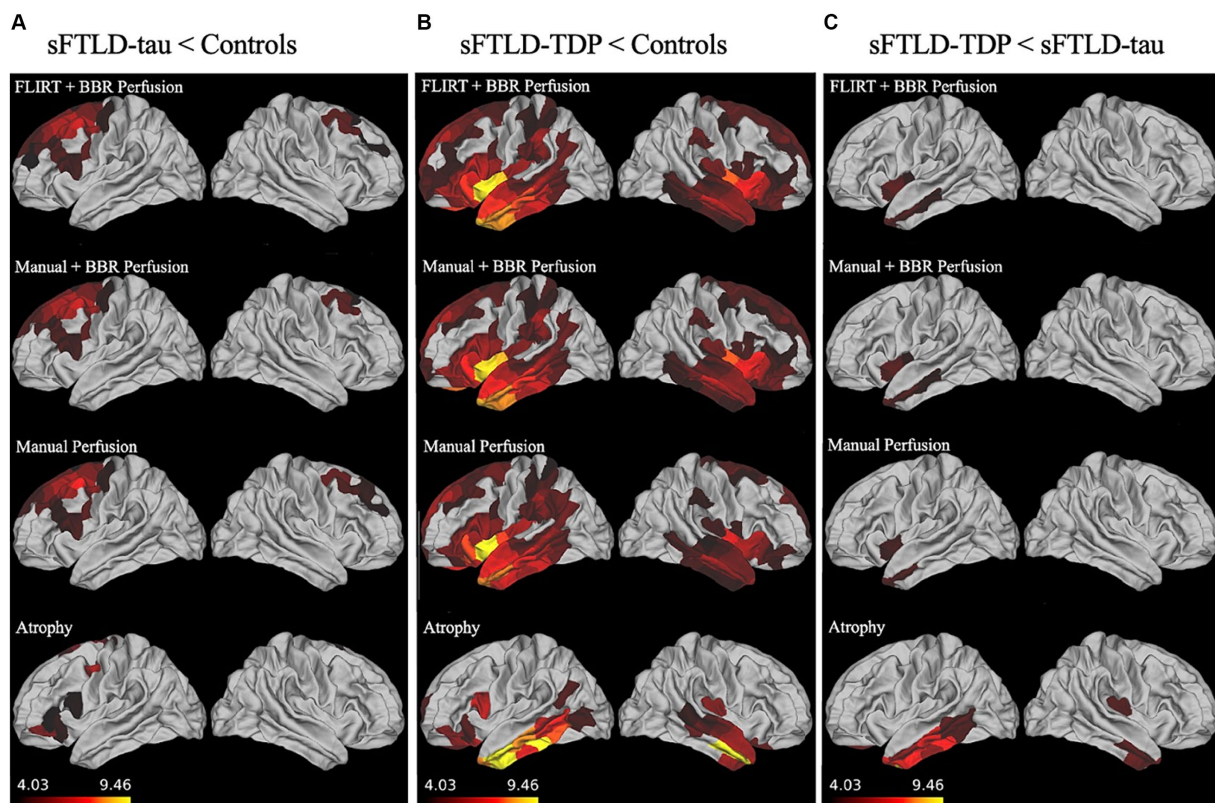 A
B
C
sFTLD-tau < Controls
sFTLD-TDP < Controls
sFTLD-TDP < sFTLD-tau
FLIRT + BBR Perfusion
FLIRT + BBR Perfusion
FLIRT + BBR Perfusion
Manual + BBR Perfusion
Manual + BBR Perfusion
Manual + BBR Perfusion
Manual Perfusion
Manual Perfusion
Manual Perfusion
Atrophy
Atrophy
Atrophy
4.03 9.46
4.03 9.46
4.03 9.46